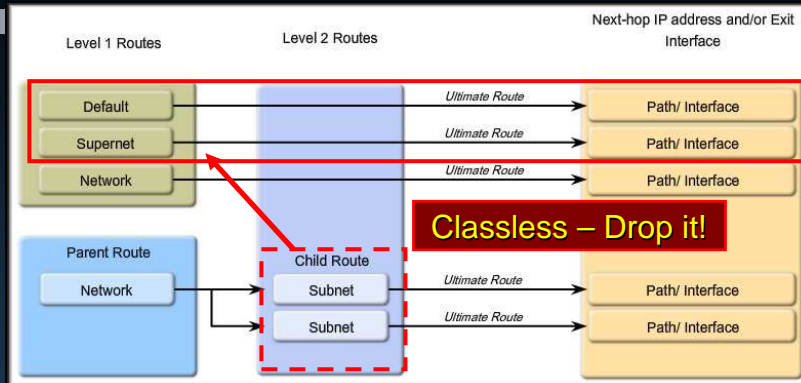 Level 1 Routes
Level 2 Routes
Next-hop IP address and/or Exit
Interface
Default
Ultimate Route
Path/ Interface
Supernet
Ultimate Route
Path/ Interface
Network
Ultimate Route
Path/ Interface
Classless – Drop it!
Parent Route
Child Route
Network
Subnet
Ultimate Route
Path/ Interface
Subnet
Ultimate Route
Path/ Interface